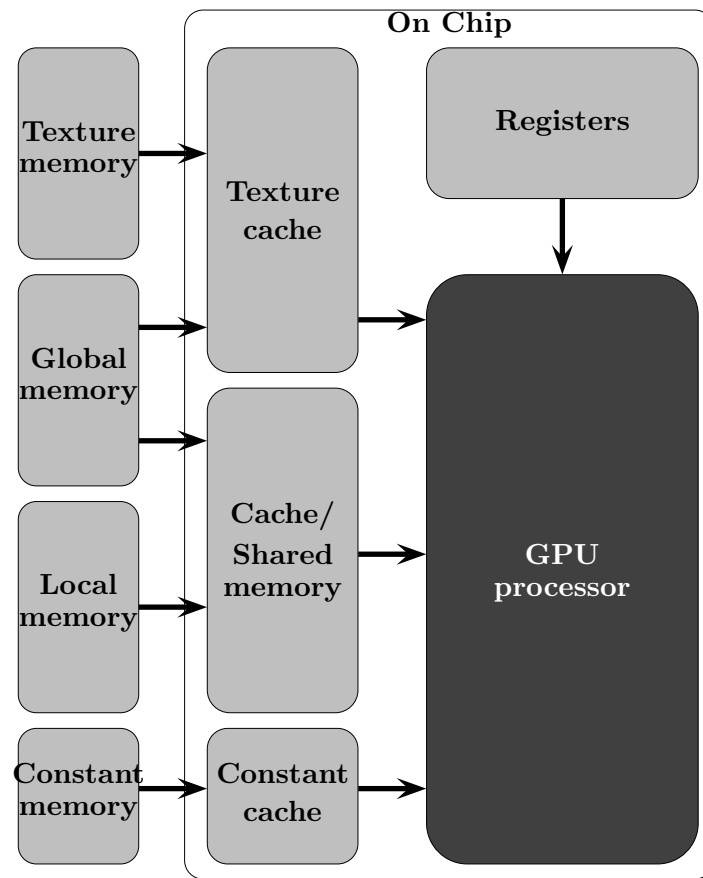 On Chip
Texture
memory
Texture
cache
Registers
Global
memory
Cache/
Shared
memory
GPU
processor
Local
memory
Constant
memory
Constant
cache